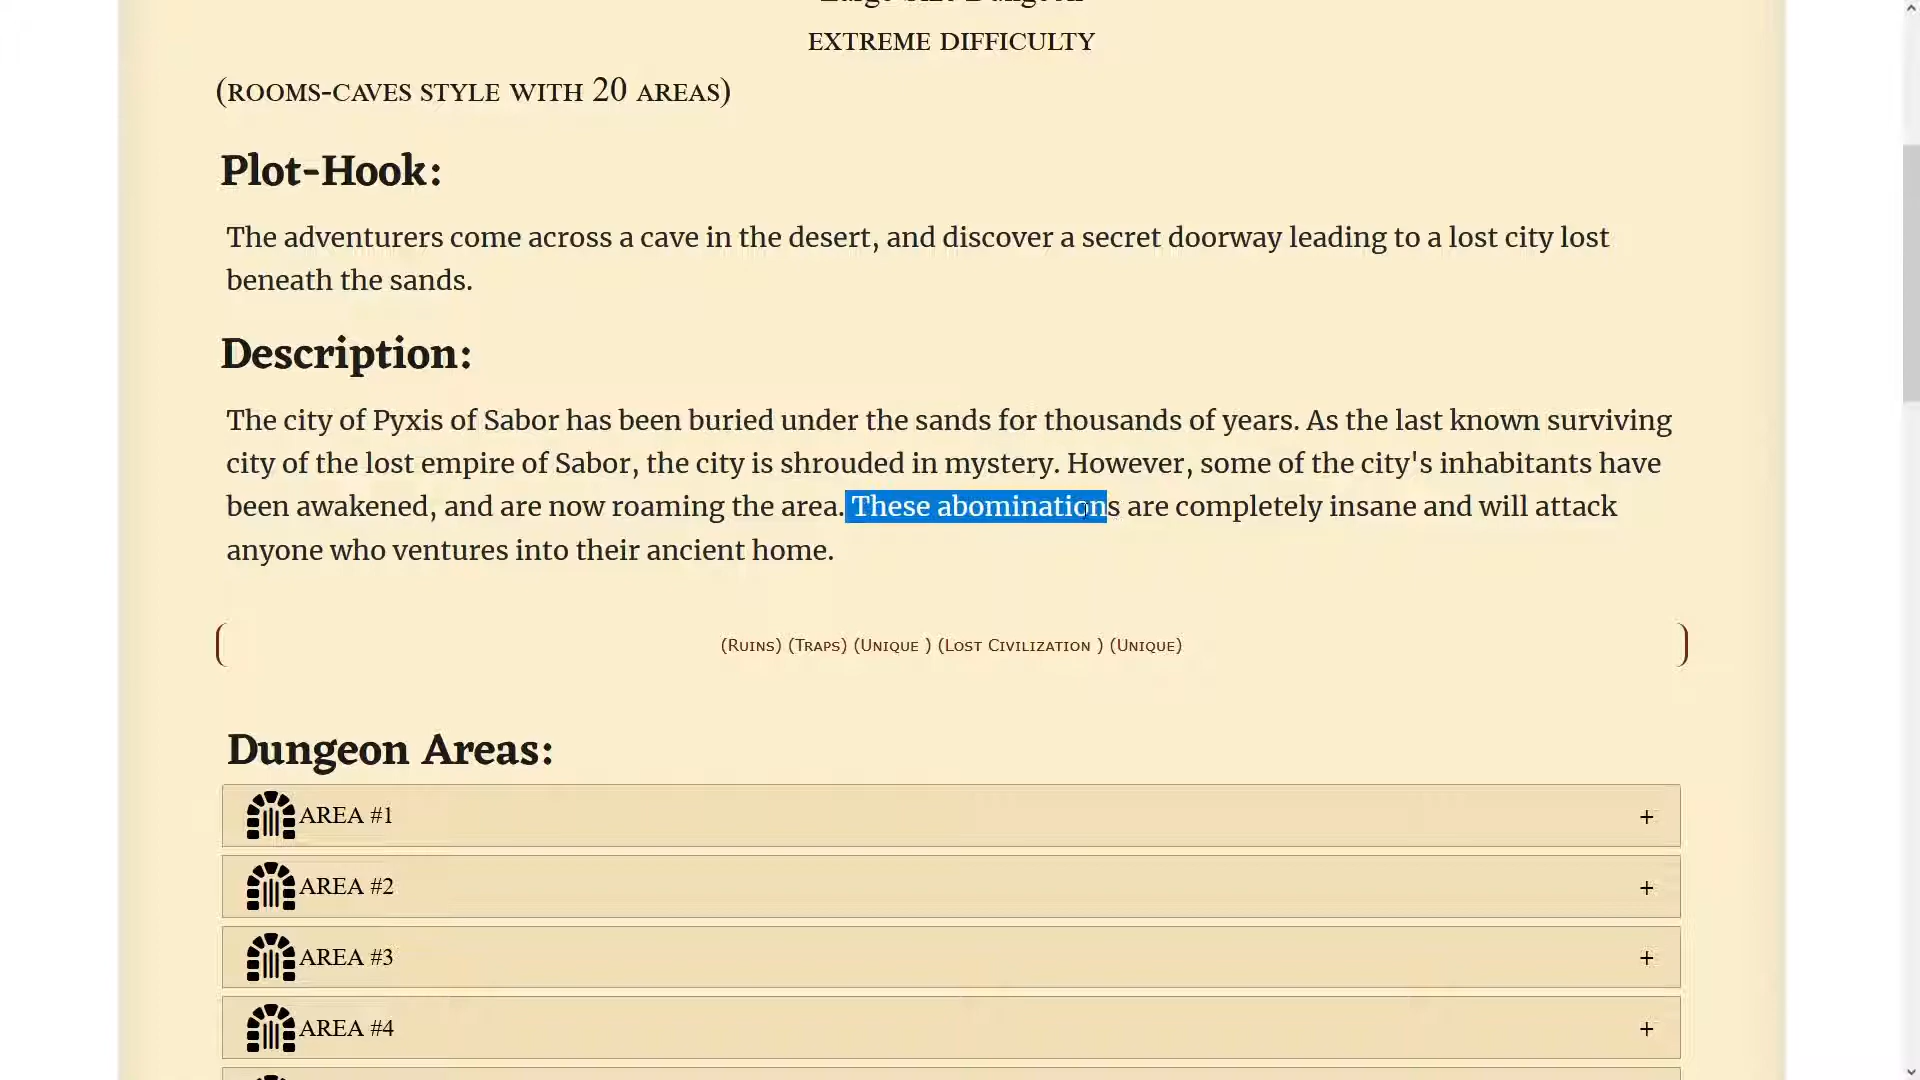 Large Size Dungeon
EXTREME DIFFICULTY
(ROOMS-CAVES STYLE WITH 20 AREAS)
Plot-Hook:
The adventurers come across a cave in the desert, and discover a secret doorway leading to a lost city lost
beneath the sands.
Description:
The city of Pyxis of Sabor has been buried under the sands for thousands of years. As the last known surviving
city of the lost empire of Sabor, the city is shrouded in mystery. However, some of the city's inhabitants have
been awakened, and are now roaming the area. These abominations are completely insane and will attack
anyone who ventures into their ancient home.
(Ruins) (Traps) (Unique ) (Lost Civilization ) (Unique)
Dungeon Areas:
AREA #1 +
AREA #2 +
AREA #3 +
AREA #4 +